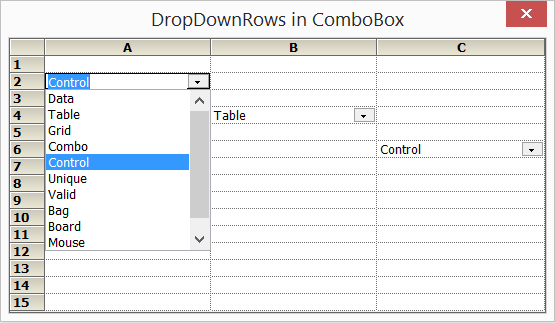 DropDownRows in ComboBox
A B C
1
2 Control
3 Data
4 Table Table
5 Grid
6 Combo Control
7 Control
8 Unique
9 Valid
10 Bag
11 Board
12 Mouse
13
14
15